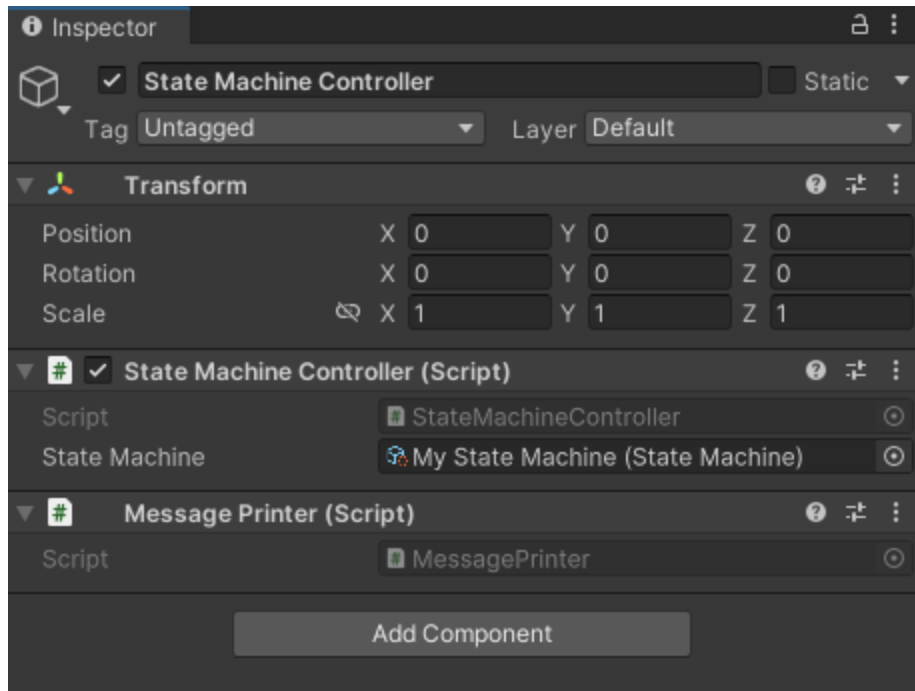 Inspector
State Machine Controller Static
Tag Untagged Layer Default
Transform
Position X 0 Y 0 Z 0
Rotation X 0 Y 0 Z 0
Scale X 1 Y 1 Z 1
# State Machine Controller (Script)
Script # StateMachineController
State Machine My State Machine (State Machine)
# Message Printer (Script)
Script # MessagePrinter
Add Component